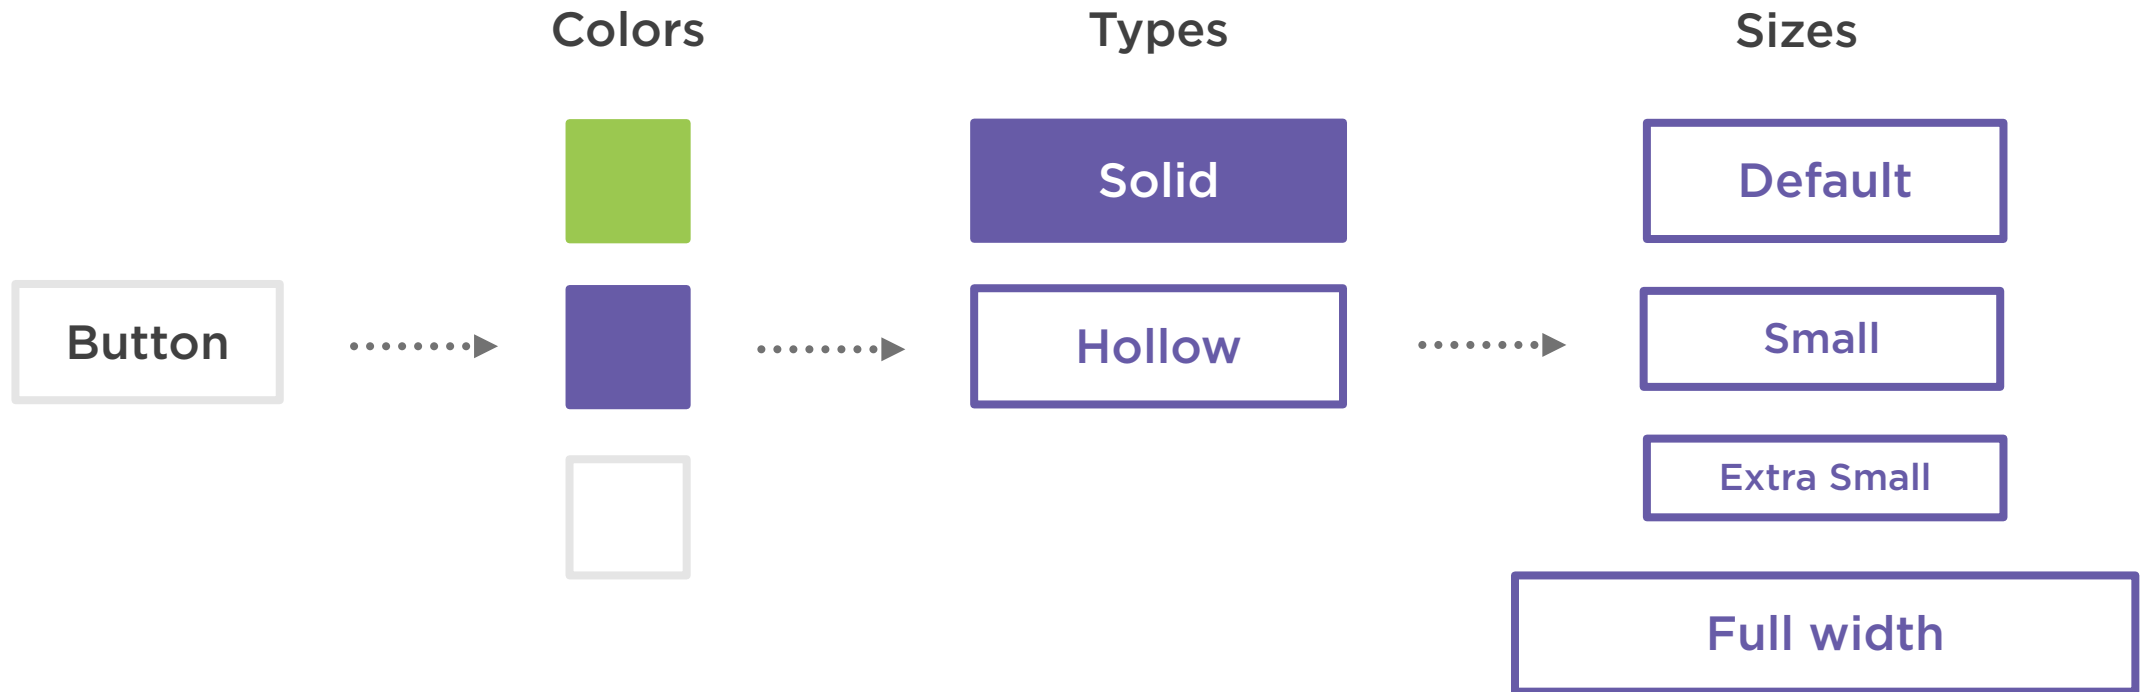 Colors
Types
Sizes
Button
Solid
Hollow
Default
Small
Extra Small
Full width